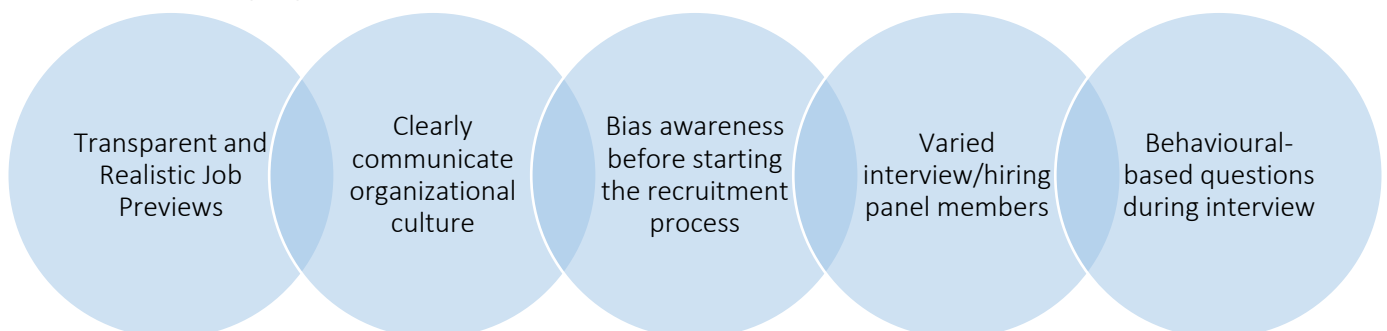 Transparent and
Realistic Job
Previews
Clearly
communicate
organizational
culture
Bias awareness
before starting
the recruitment
process
Varied
interview/hiring
panel members
Behavioural-
based questions
during interview